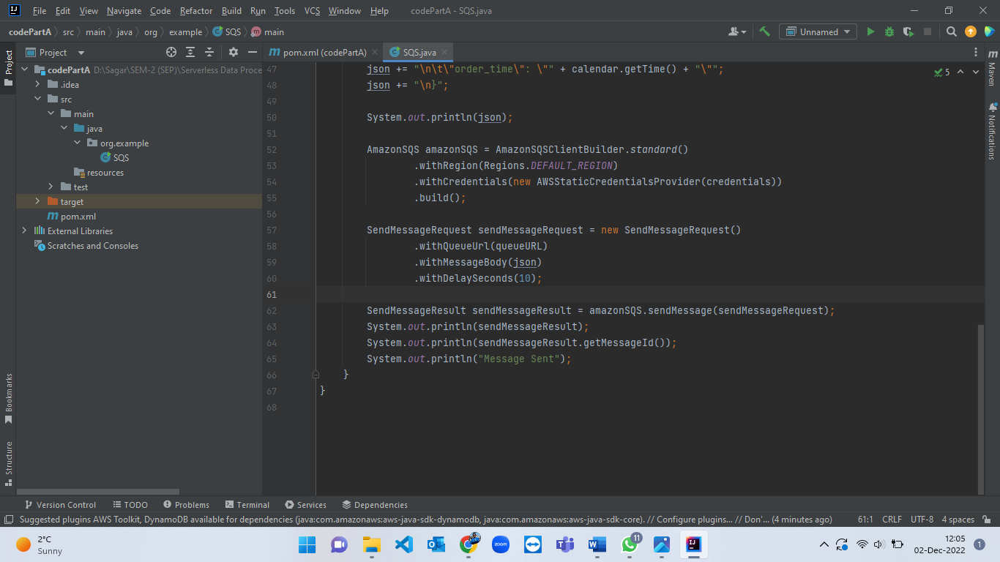 File Edit View Navigate Code Refactor Build Run Tools VCS Window Help codePartA - SQS.java
codePartA src main java org example SQS main Unnamed
Project
pom.xml (codePartA) SQS.java
Project
codePartA D:\Sagar\SEM-2 (SEP)\Serverless Data Proce
.idea
src
main
java
org.example
SQS
resources
test
target
pom.xml
External Libraries
Scratches and Consoles
47 json += "\n\t\"order_time\": \"" + calendar.getTime() + "\"";
48 json += "\n}";
49
50 System.out.println(json);
51
52 AmazonSQS amazonSQS = AmazonSQSClientBuilder.standard()
53 .withRegion(Regions.DEFAULT_REGION)
54 .withCredentials(new AWSStaticCredentialsProvider(credentials))
55 .build();
56
57 SendMessageRequest sendMessageRequest = new SendMessageRequest()
58 .withQueueUrl(queueURL)
59 .withMessageBody(json)
60 .withDelaySeconds(10);
61
62 SendMessageResult sendMessageResult = amazonSQS.sendMessage(sendMessageRequest);
63 System.out.println(sendMessageResult);
64 System.out.println(sendMessageResult.getMessageId());
65 System.out.println("Message Sent");
66 }
67 }
68
5
Maven
Notifications
Bookmarks
Structure
Version Control TODO Problems Terminal Services Dependencies
Suggested plugins AWS Toolkit, DynamoDB available for dependencies (java:com.amazonaws:aws-java-sdk-dynamodb, java:com.amazonaws:aws-java-sdk-core). // Configure plugins... // Don'... (4 minutes ago) 61:1 CRLF UTF-8 4 spaces
2°C
Sunny
zoom
11
12:05
02-Dec-2022
1